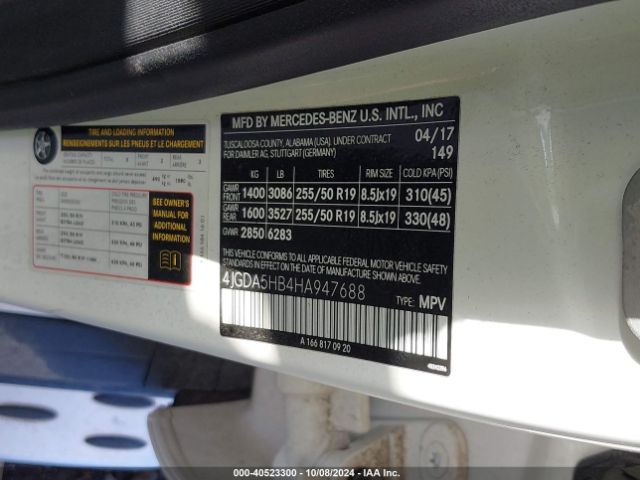 TIRE AND LOADING INFORMATION
RENSEIGNEMENTS SUR LES PNEUS ET LE CHARGEMENT
SEE OWNER'S
MANUAL FOR
ADDITIONAL
INFORMATION
MFD BY MERCEDES-BENZ U.S. INTL., INC
TUSCALOOSA COUNTY, ALABAMA (USA), UNDER CONTRACT
FOR DAIMLER AG, STUTTGART (GERMANY)
04/17
149
KG LB TIRES RIM SIZE COLD KPA (PSI)
GAWR FRONT 1400 3086 255/50 R19 8.5Jx19 310(45)
GAWR REAR 1600 3527 255/50 R19 8.5Jx19 330(48)
GVWR 2850 6283
THIS VEHICLE CONFORMS TO ALL APPLICABLE FEDERAL MOTOR VEHICLE SAFETY
STANDARDS IN EFFECT ON THE DATE OF MANUFACTURE SHOWN ABOVE.
4JGDA5HB4HA947688
TYPE: MPV
A 166 817 09 20
000-40523300 - 10/08/2024 - IAA Inc.